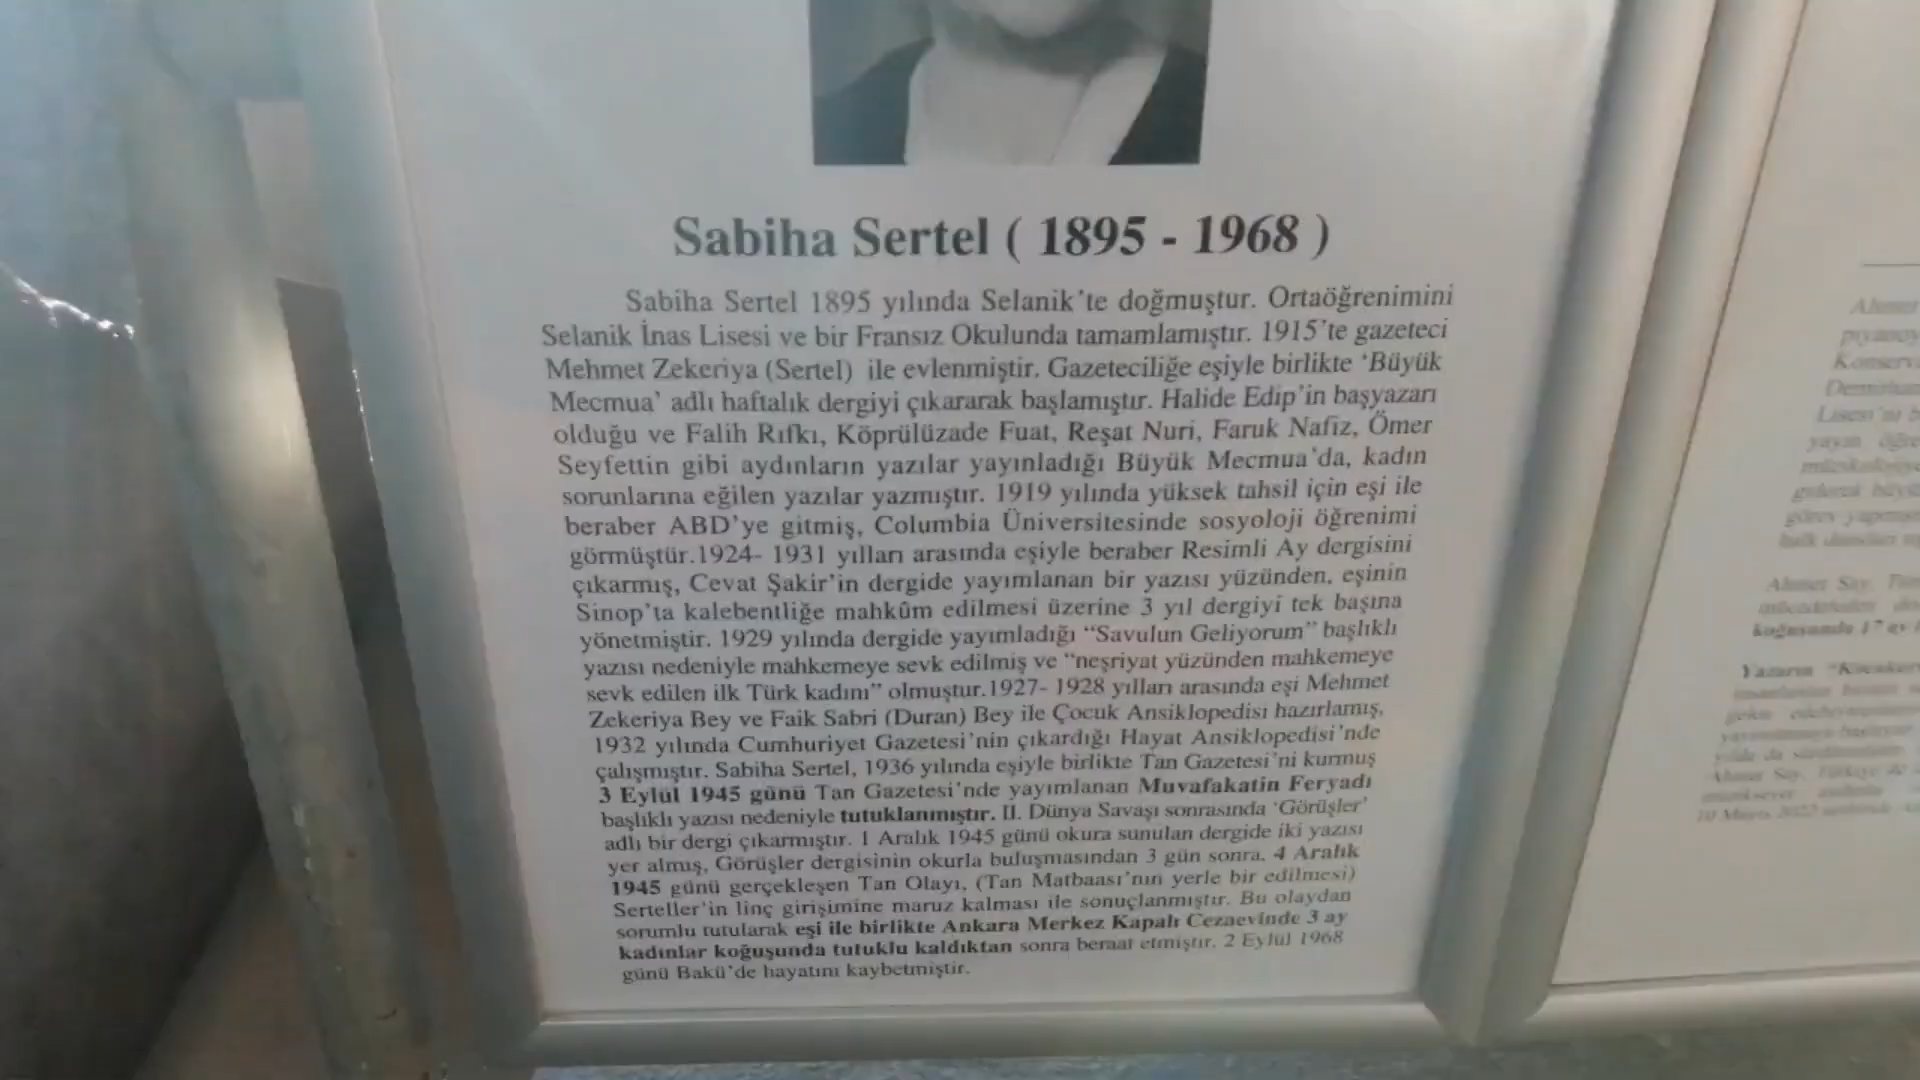 Sabiha Sertel ( 1895 - 1968 )
Sabiha Sertel 1895 yılında Selanik'te doğmuştur. Ortaöğrenimini
Selanik İnas Lisesi ve bir Fransız Okulunda tamamlamıştır. 1915'te gazeteci
Mehmet Zekeriya (Sertel) ile evlenmiştir. Gazeteciliğe eşiyle birlikte 'Büyük
Mecmua' adlı haftalık dergiyi çıkararak başlamıştır. Halide Edip'in başyazarı
olduğu ve Falih Rıfkı, Köprülüzade Fuat, Reşat Nuri, Faruk Nafiz, Ömer
Seyfettin gibi aydınların yazılar yayınladığı Büyük Mecmua'da, kadın
sorunlarına eğilen yazılar yazmıştır. 1919 yılında yüksek tahsil için eşi ile
beraber ABD'ye gitmiş, Columbia Üniversitesinde sosyoloji öğrenimi
görmüştür.1924- 1931 yılları arasında eşiyle beraber Resimli Ay dergisini
çıkarmış, Cevat Şakir'in dergide yayımlanan bir yazısı yüzünden, eşinin
Sinop'ta kalebentliğe mahkûm edilmesi üzerine 3 yıl dergiyi tek başına
yönetmiştir. 1929 yılında dergide yayımladığı "Savulun Geliyorum" başlıklı
yazısı nedeniyle mahkemeye sevk edilmiş ve "neşriyat yüzünden mahkemeye
sevk edilen ilk Türk kadını" olmuştur.1927- 1928 yılları arasında eşi Mehmet
Zekeriya Bey ve Faik Sabri (Duran) Bey ile Çocuk Ansiklopedisi hazırlamış,
1932 yılında Cumhuriyet Gazetesi'nin çıkardığı Hayat Ansiklopedisi'nde
çalışmıştır. Sabiha Sertel, 1936 yılında eşiyle birlikte Tan Gazetesi'ni kurmuş
3 Eylül 1945 günü Tan Gazetesi'nde yayımlanan Muvafakatin Feryadı
başlıklı yazısı nedeniyle tutuklanmıştır. II. Dünya Savaşı sonrasında 'Görüşler'
adlı bir dergi çıkarmıştır. 1 Aralık 1945 günü okura sunulan dergide iki yazısı
yer almış, Görüşler dergisinin okurla buluşmasından 3 gün sonra, 4 Aralık
1945 günü gerçekleşen Tan Olayı, (Tan Matbaası'nın yerle bir edilmesi)
Serteller'in linç girişimine maruz kalması ile sonuçlanmıştır. Bu olaydan
sorumlu tutularak eşi ile birlikte Ankara Merkez Kapalı Cezaevinde 3 ay
kadınlar koğuşunda tutuklu kaldıktan sonra beraat etmiştir. 2 Eylül 1968
günü Bakü'de hayatını kaybetmiştir.
Ahmet
Lisesi'ni
Ahmet Say,
koğuşunda 17 ay
Yazarın